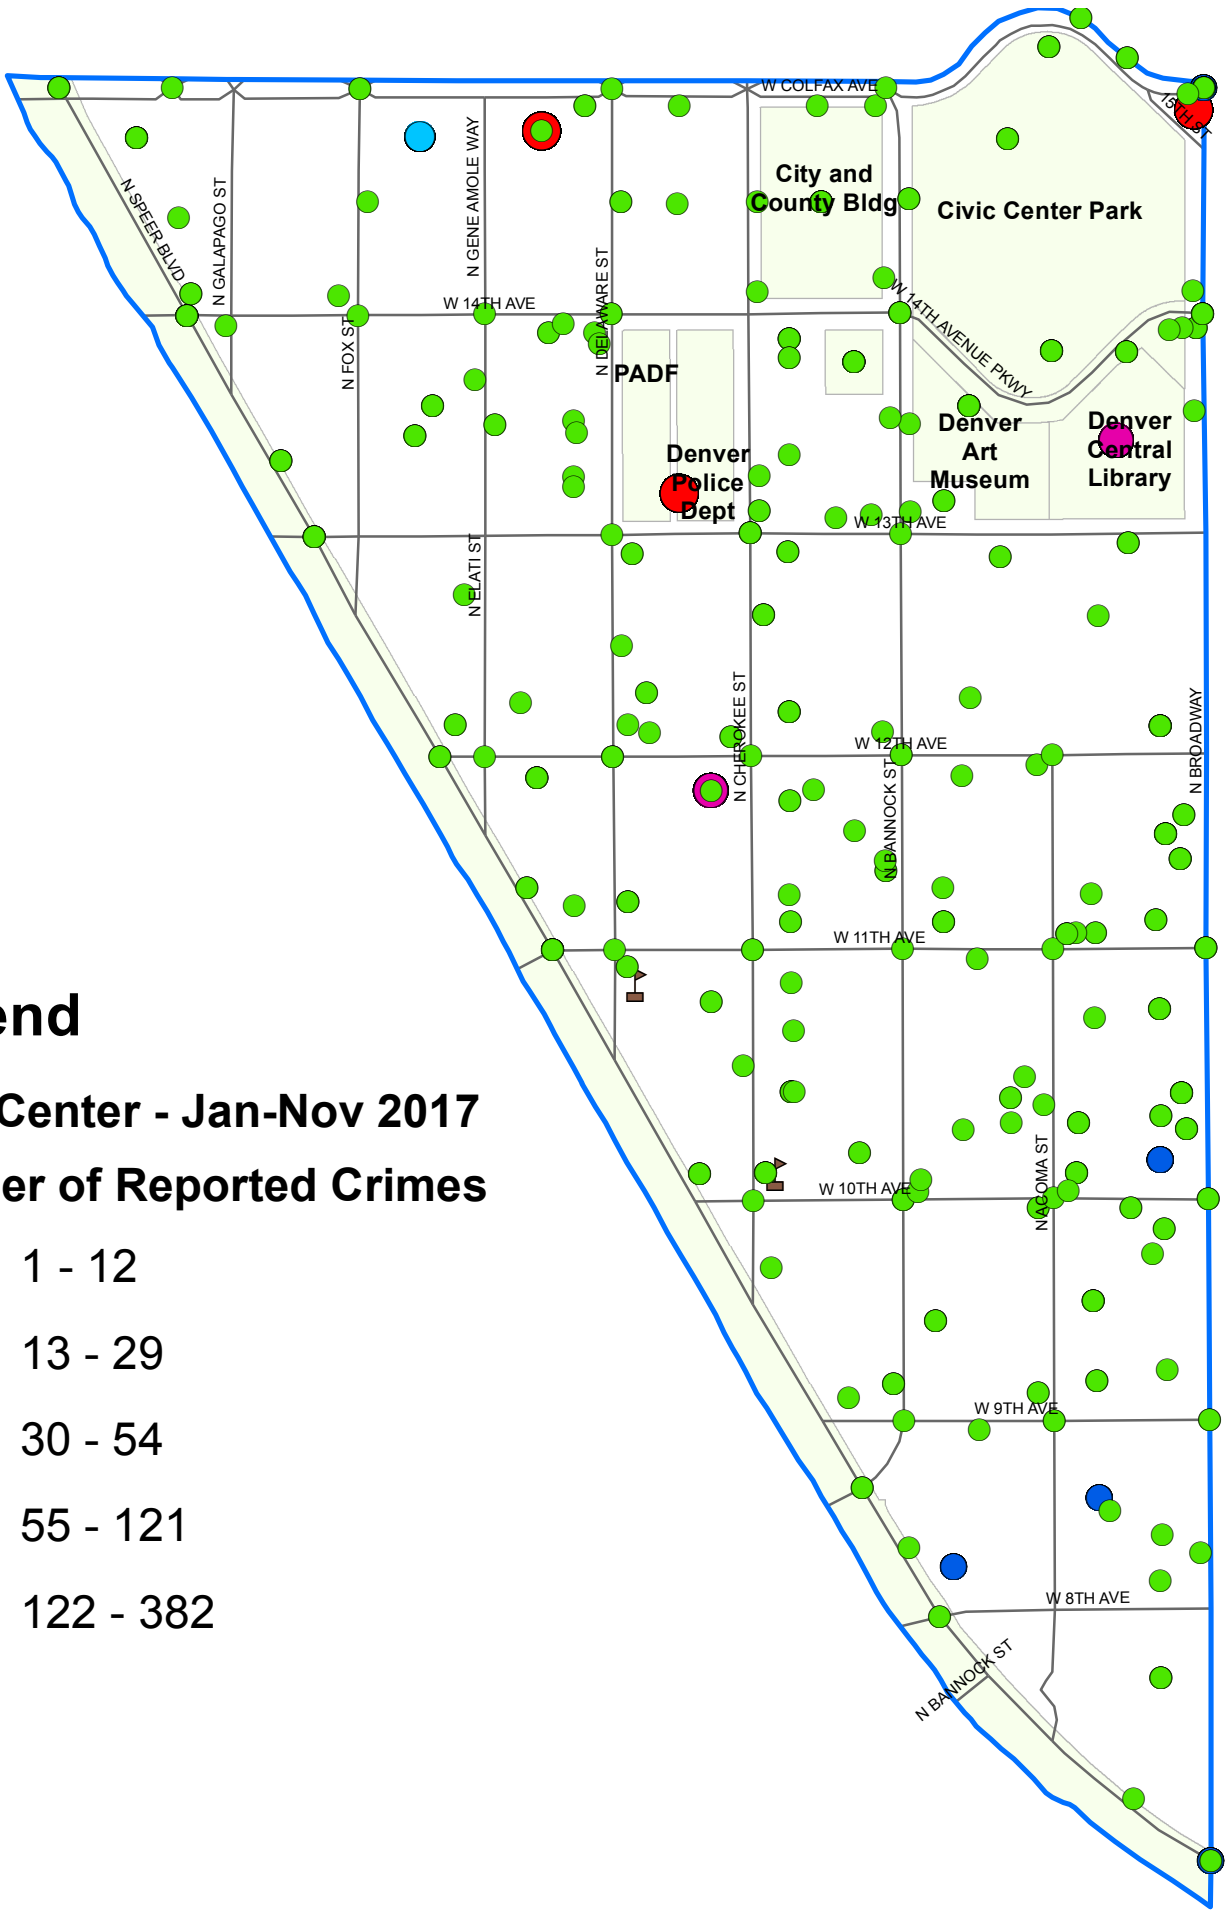 W COLFAX AVE
15TH ST
N SPEER BLVD
N GALAPAGO ST
N GENE AMOLE WAY
City and
County Bldg
Civic Center Park
N FOX ST
W 14TH AVE
N DELAWARE ST
W 14TH AVENUE PKWY
PADF
Denver
Police
Dept
Denver
Art
Museum
Denver
Central
Library
W 13TH AVE
N ELATI ST
N CHEROKEE ST
W 12TH AVE
N BANNOCK ST
N BROADWAY
W 11TH AVE
end
Center - Jan-Nov 2017
er of Reported Crimes
1 - 12
13 - 29
30 - 54
55 - 121
122 - 382
N ACOMA ST
W 10TH AVE
W 9TH AVE
W 8TH AVE
N BANNOCK ST